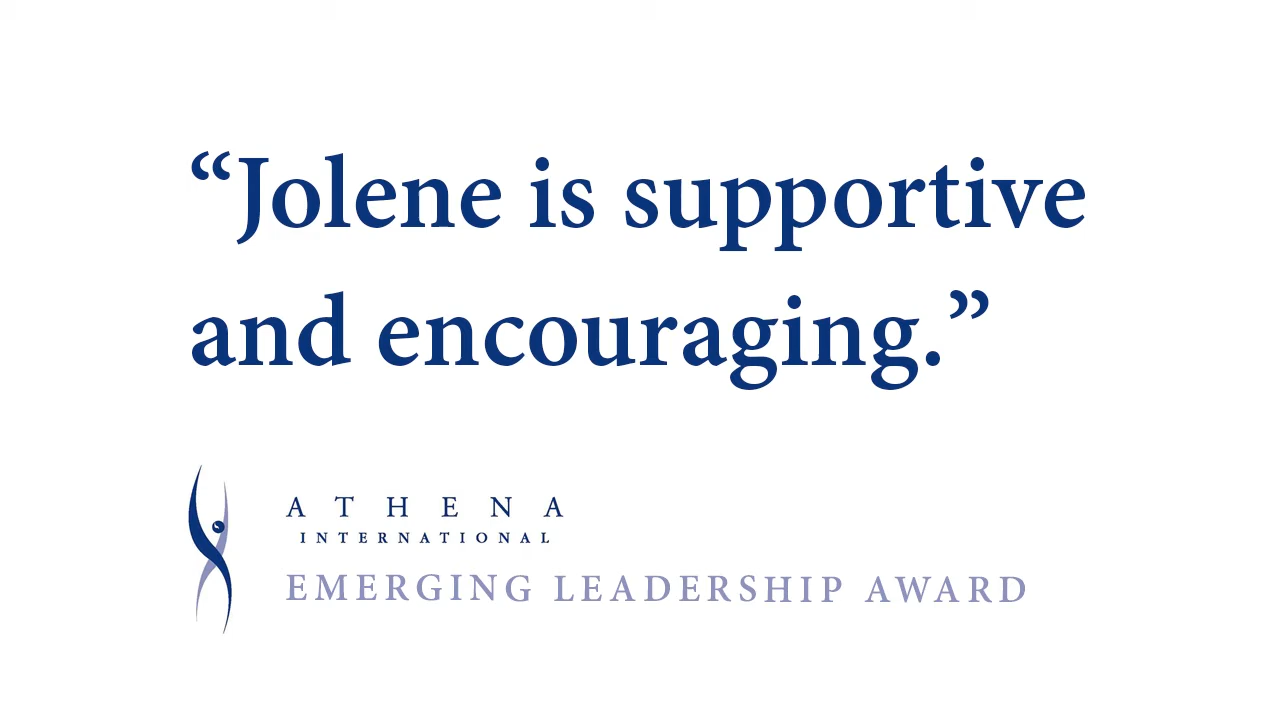 “Jolene is supportive
and encouraging.”
ATHENA
INTERNATIONAL
EMERGING LEADERSHIP AWARD